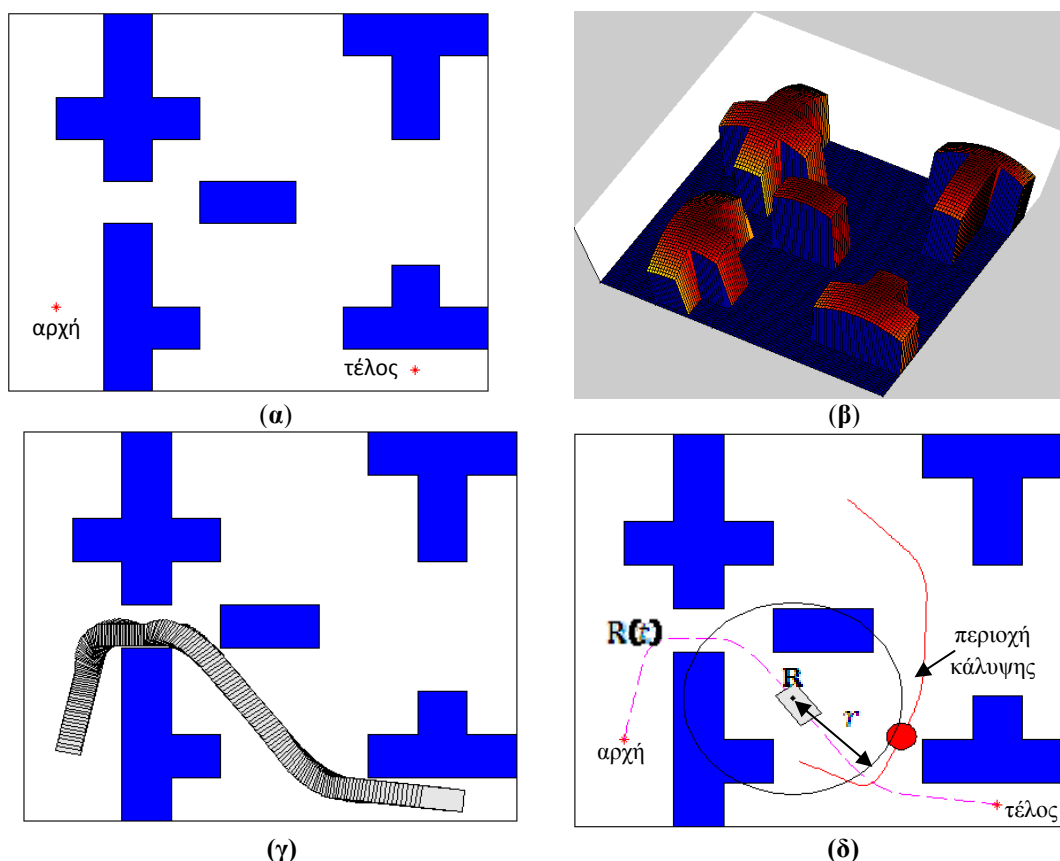 αρχή
τέλος
(α)
(β)
(γ)
R(t)
R
r
περιοχή
κάλυψης
αρχή
τέλος
(δ)